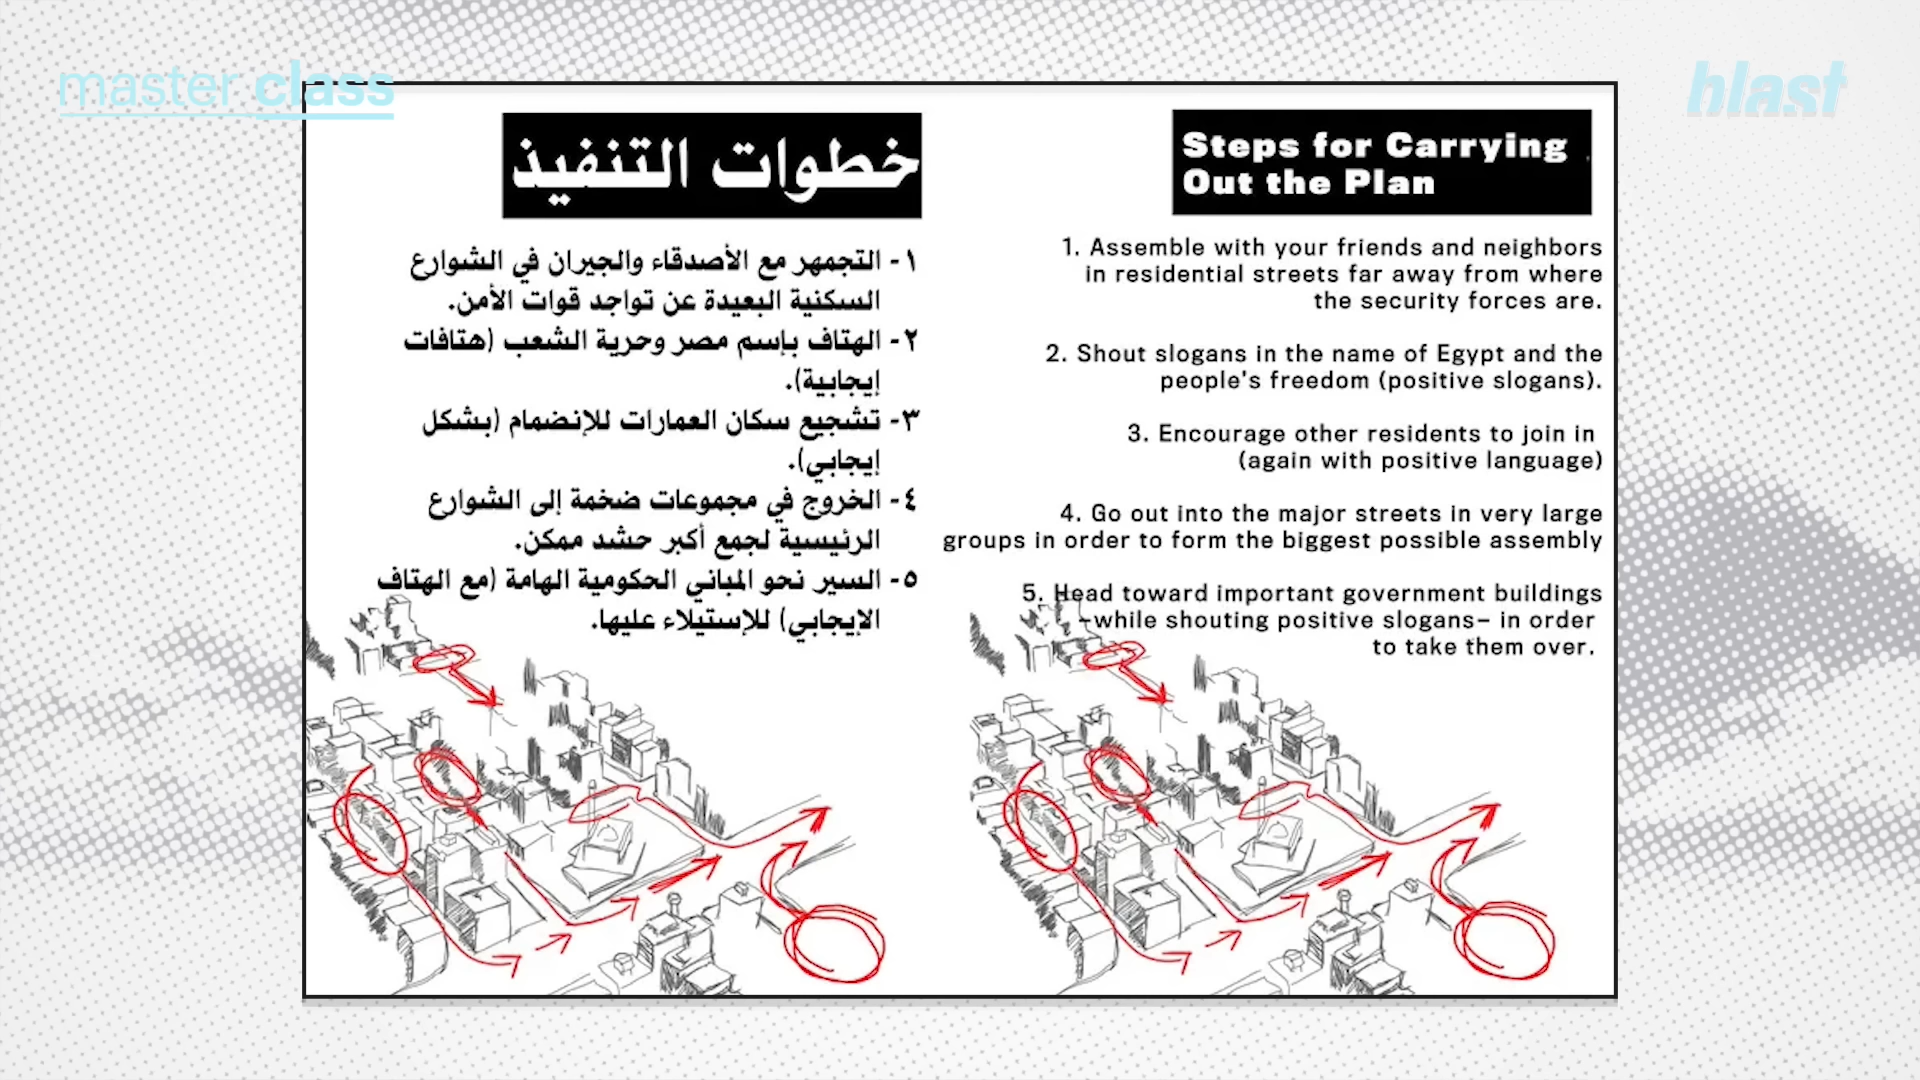 master class
blast
خطوات التنفيذ
١- التجمهر مع الأصدقاء والجيران في الشوارع
السكنية البعيدة عن تواجد قوات الأمن.
٢- الهتاف بإسم مصر وحرية الشعب (هتافات
إيجابية).
٣- تشجيع سكان العمارات للإنضمام (بشكل
إيجابي).
٤- الخروج في مجموعات ضخمة إلى الشوارع
الرئيسية لجمع أكبر حشد ممكن.
٥- السير نحو المباني الحكومية الهامة (مع الهتاف
الايجابي) للإستيلاء عليها.
Steps for Carrying
Out the Plan
1. Assemble with your friends and neighbors
in residential streets far away from where
the security forces are.
2. Shout slogans in the name of Egypt and the
people's freedom (positive slogans).
3. Encourage other residents to join in
(again with positive language)
4. Go out into the major streets in very large
groups in order to form the biggest possible assembly
5. Head toward important government buildings
-while shouting positive slogans- in order
to take them over.